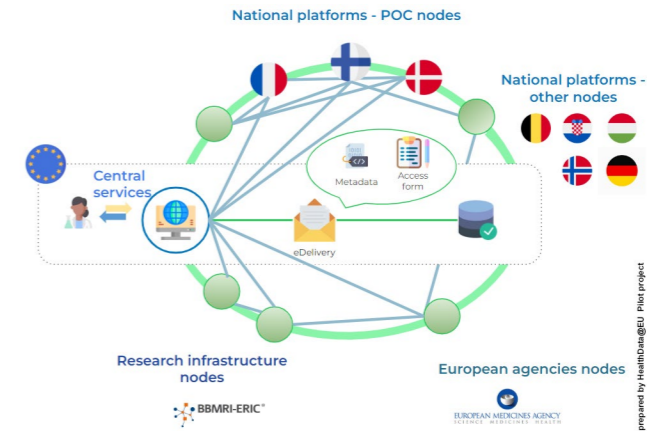 National platforms - POC nodes
National platforms -
other nodes
Central
services
Metadata
Access
form
eDelivery
Research infrastructure
nodes
BBMRI-ERIC®
European agencies nodes
EUROPEAN MEDICINES AGENCY
SCIENCE MEDICINES HEALTH
prepared by HealthData@EU Pilot project